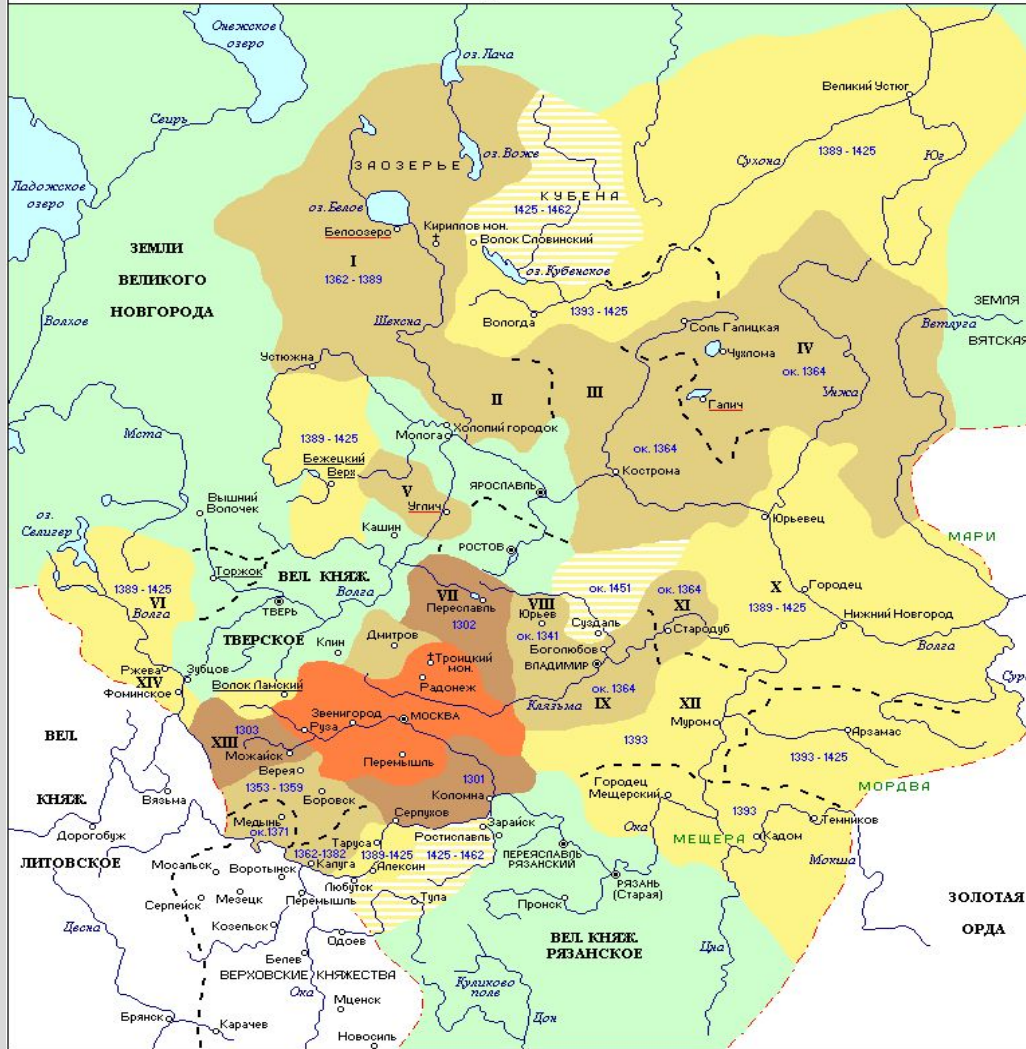 Онежское
озеро
оз. Лача
Великий Устюг
Свирь
1389 - 1425
оз. Воже
Сухона
Юг
ЗАОЗЕРЬЕ
Ладожское
озеро
КУБЕНА
1425 - 1462
оз. Белое
Кириллов мон.
Белоозеро
Волок Словинский
ЗЕМЛИ
ВЕЛИКОГО
НОВГОРОДА
I
1362 - 1389
оз. Кубенское
ЗЕМЛЯ
ВЯТСКАЯ
Волхов
Шексна
1393 - 1425
Вологда
Соль Галицкая
Ветлуга
IV
Чухлома
Устюжна
ок. 1364
II
III
Унжа
Галич
Мста
Холопий городок
Молога
1389 - 1425
Бежецкий
Верх
ок. 1364
Кострома
V
Углич
ЯРОСЛАВЛЬ
Вышний
Волочек
оз.
Селигер
Кашин
Юрьевец
МАРИ
РОСТОВ
Торжок
ВЕЛ. КНЯЖ.
Волга
1389 - 1425
VI
Волга
ТВЕРЬ
ТВЕРСКОЕ
VII
Переславль
1302
VIII
Юрьев
ок. 1341
ок. 1451
ок. 1364
XI
X
1389 - 1425
Городец
Суздаль
Стародуб
Нижний Новгород
Клин
Дмитров
Боголюбов
ВЛАДИМИР
Волга
Троицкий
мон.
Ржева
Зубцов
XIV
Фоминское
Радонеж
ок. 1364
IX
Клязьма
Сура
Волок Ламский
Звенигород
МОСКВА
Руза
XII
Муром
Арзамас
ВЕЛ.
1303
XIII
Можайск
Перемышль
1393
1393 - 1425
Верея
1353 - 1359
1301
Коломна
Городец
Мещерский
МОРДВА
КНЯЖ.
Вязьма
Боровск
Медынь
ок.1371
Серпухов
Зарайск
Ока
1393
Темников
Дорогобуж
Ростиславль
МЕЩЕРА
Кадом
ЛИТОВСКОЕ
Таруса
1362-1382
1389-1425
1425 - 1462
ПЕРЕЯСЛАВЛЬ
РЯЗАНСКИЙ
Мокша
Мосальск
Калуга
Алексин
Воротынск
Любутск
РЯЗАНЬ
(Старая)
Серпейск
Мезецк
Перемышль
Тула
Пронск
ЗОЛОТАЯ
ОРДА
Десна
Козельск
Одоев
ВЕЛ. КНЯЖ.
РЯЗАНСКОЕ
Цна
Белев
ВЕРХОВСКИЕ КНЯЖЕСТВА
Ока
Куликово
поле
Мценск
Дон
Брянск
Карачев
Новосиль